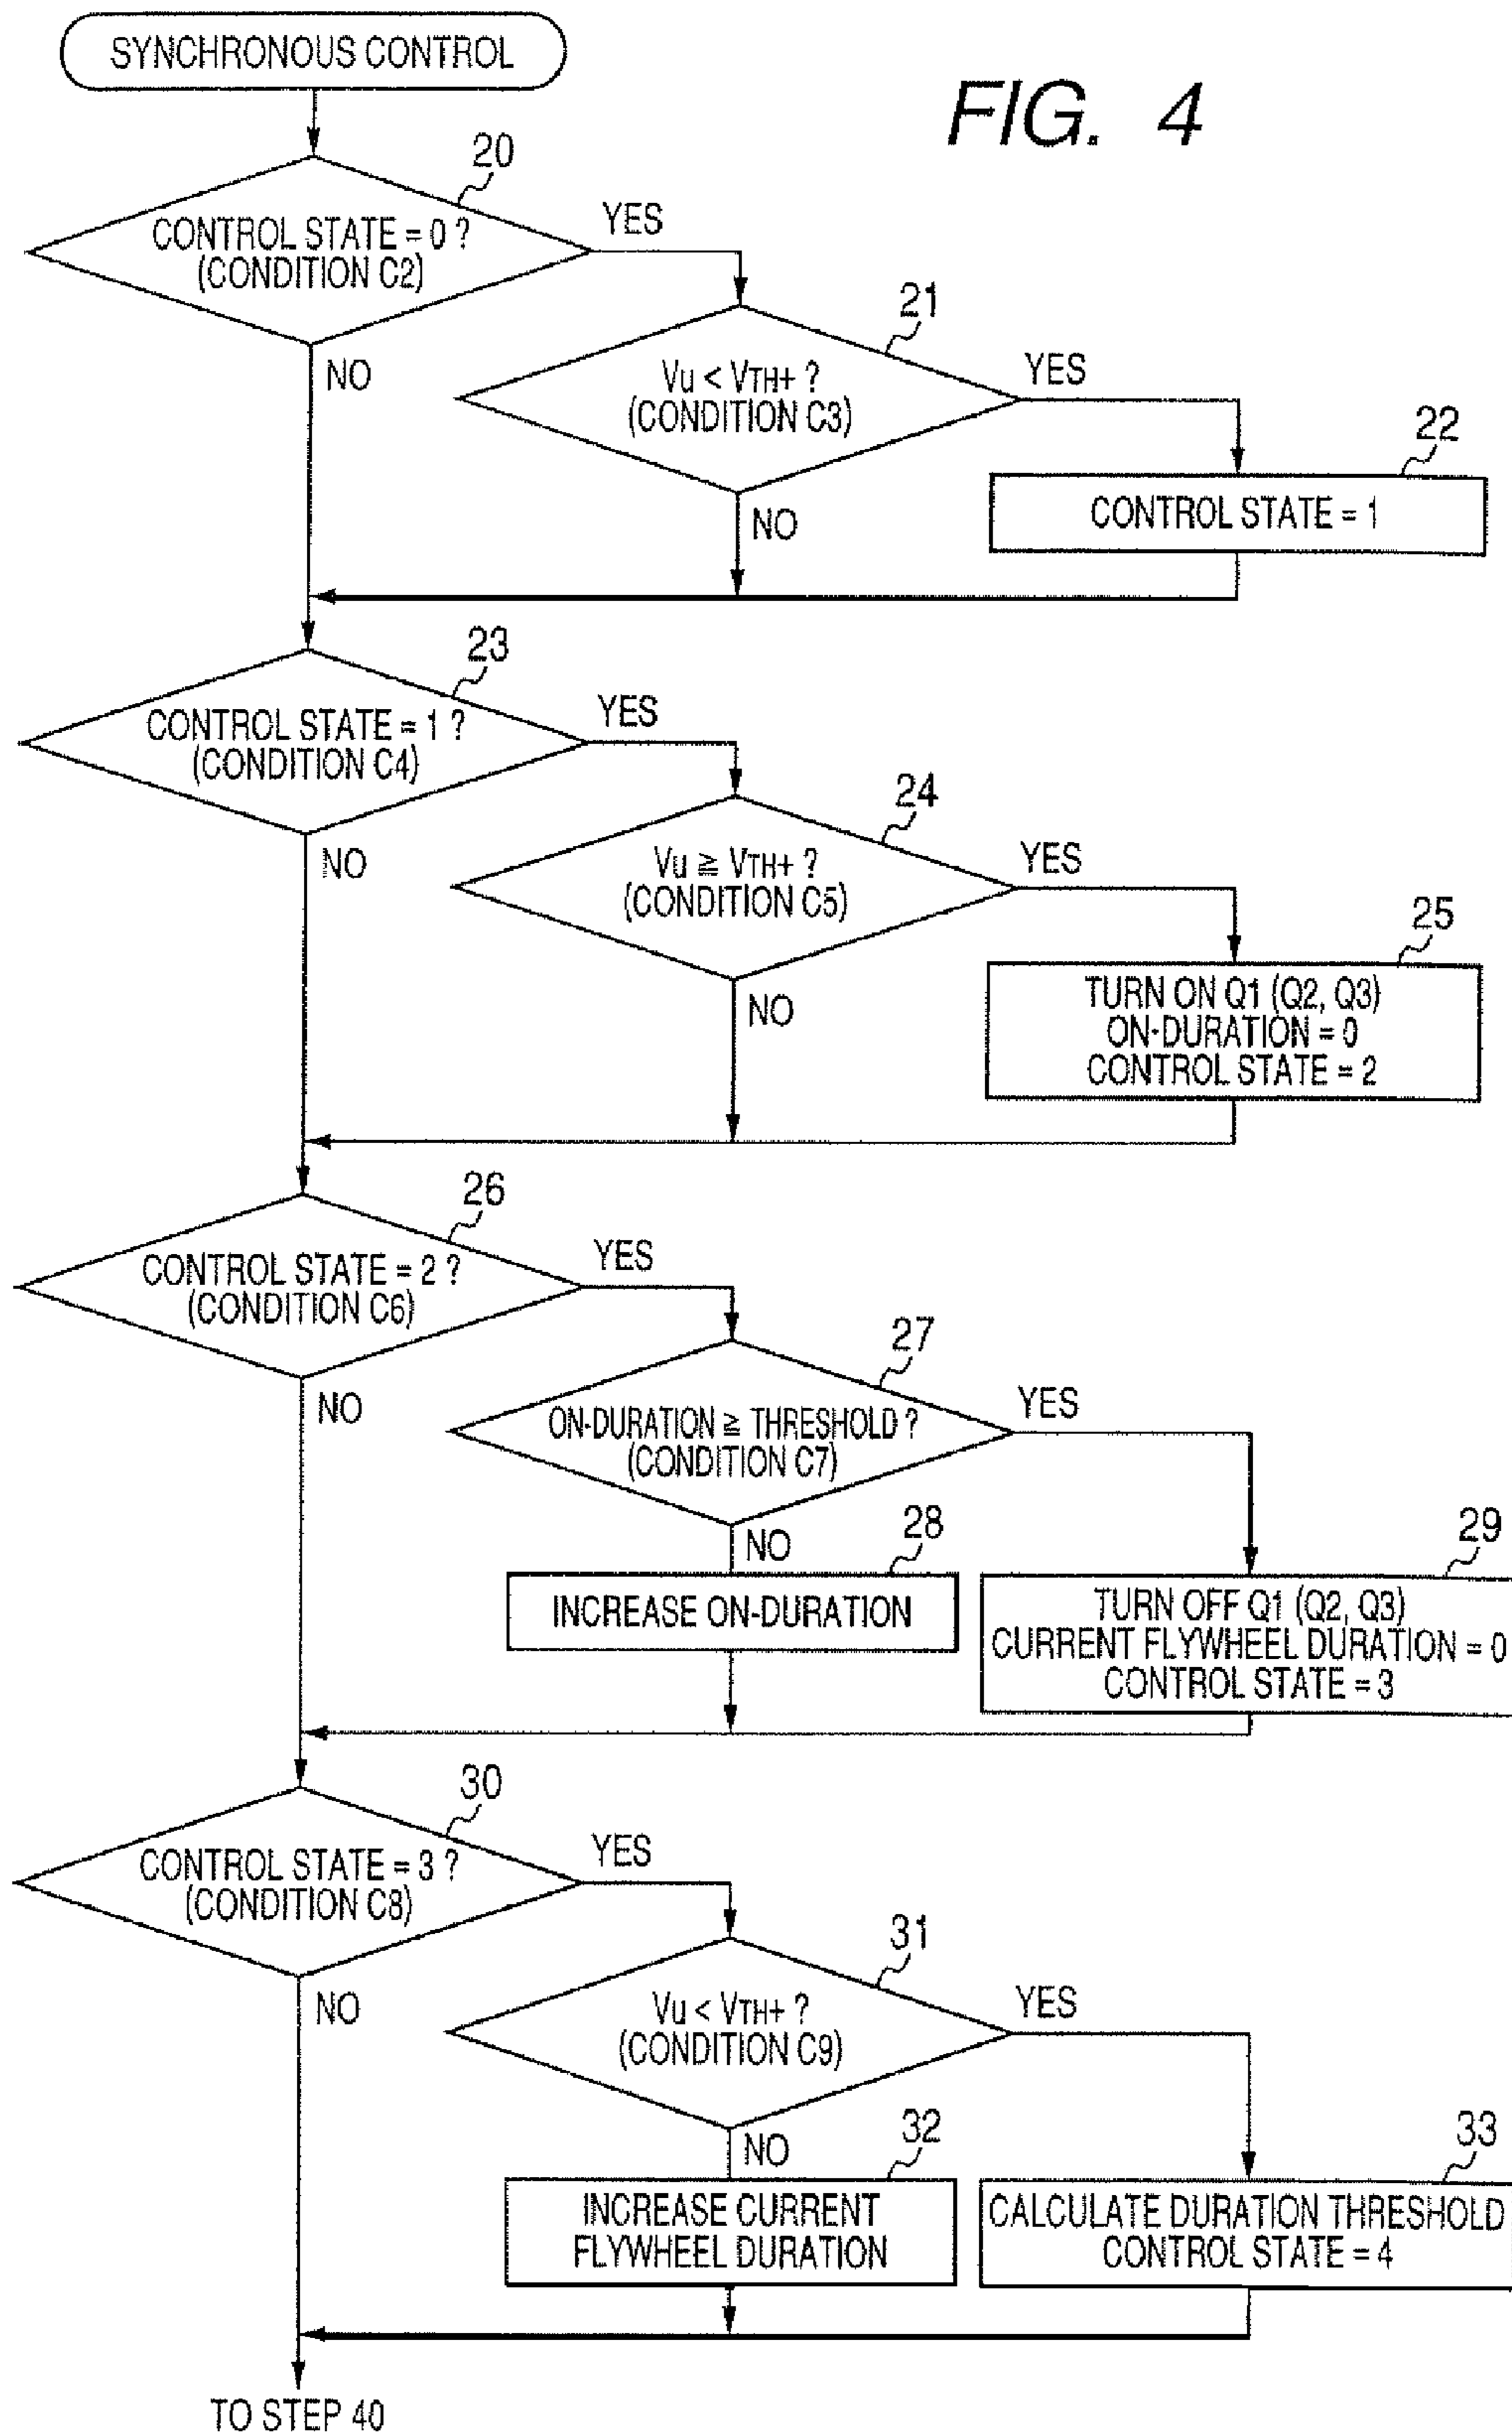 SYNCHRONOUS CONTROL
FIG. 4
20
CONTROL STATE = 0 ?
(CONDITION C2)
YES
NO
21
Vu < VTH+ ?
(CONDITION C3)
YES
NO
22
CONTROL STATE = 1
23
CONTROL STATE = 1 ?
(CONDITION C4)
YES
NO
24
Vu ≧ VTH+ ?
(CONDITION C5)
YES
NO
25
TURN ON Q1 (Q2, Q3)
ON-DURATION = 0
CONTROL STATE = 2
26
CONTROL STATE = 2 ?
(CONDITION C6)
YES
NO
27
ON-DURATION ≧ THRESHOLD ?
(CONDITION C7)
YES
NO
28
INCREASE ON-DURATION
29
TURN OFF Q1 (Q2, Q3)
CURRENT FLYWHEEL DURATION = 0
CONTROL STATE = 3
30
CONTROL STATE = 3 ?
(CONDITION C8)
YES
NO
31
Vu < VTH+ ?
(CONDITION C9)
YES
NO
32
INCREASE CURRENT
FLYWHEEL DURATION
33
CALCULATE DURATION THRESHOLD
CONTROL STATE = 4
TO STEP 40